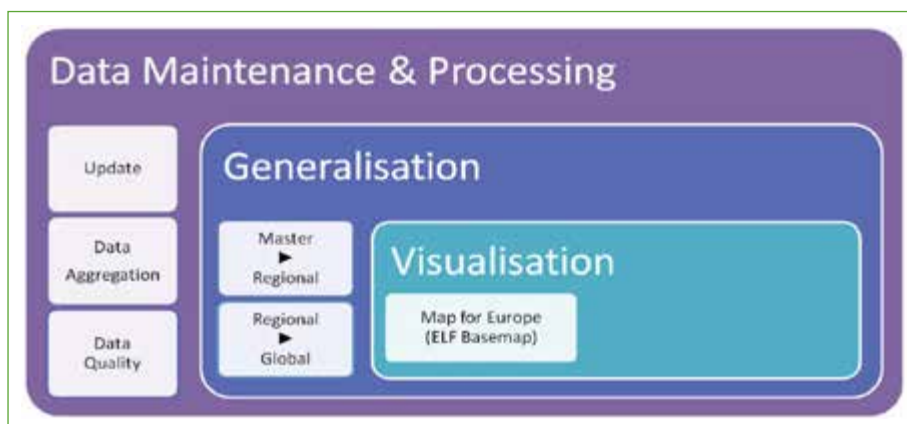 Data Maintenance & Processing
Update
Data
Aggregation
Data
Quality
Generalisation
Master
▶
Regional
Regional
▶
Global
Visualisation
Map for Europe
(ELF Basemap)